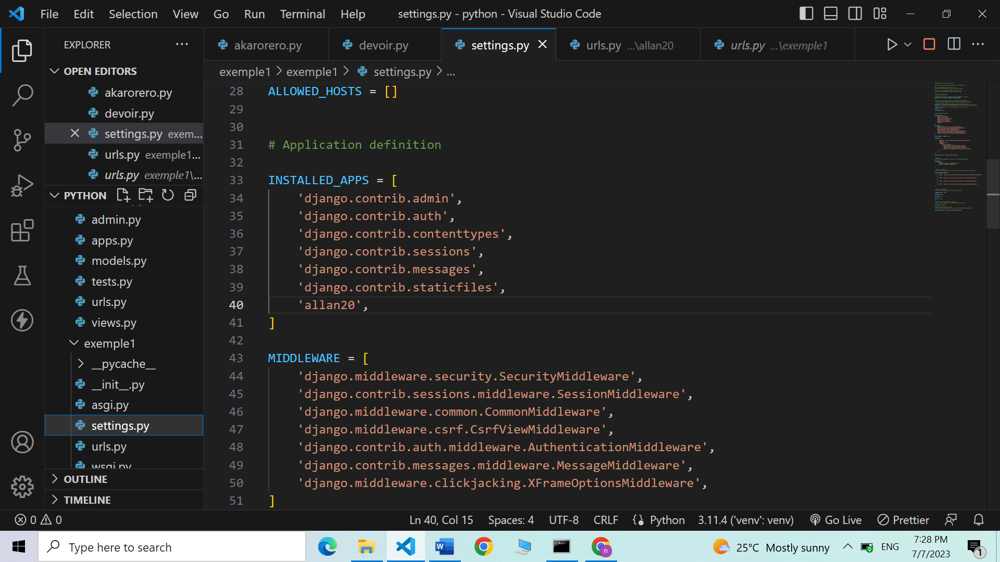 File Edit Selection View Go Run Terminal Help settings.py - python - Visual Studio Code
EXPLORER
akarorero.py devoir.py settings.py urls.py ...\allan20 urls.py ...\exemple1
OPEN EDITORS
akarorero.py
devoir.py
settings.py exem...
urls.py exemple1...
urls.py exemple1\...
PYTHON
admin.py
apps.py
models.py
tests.py
urls.py
views.py
exemple1
__pycache__
__init__.py
asgi.py
settings.py
urls.py
wsgi.py
OUTLINE
TIMELINE
exemple1 > exemple1 > settings.py > ...
28 ALLOWED_HOSTS = []
29
30
31 # Application definition
32
33 INSTALLED_APPS = [
34     'django.contrib.admin',
35     'django.contrib.auth',
36     'django.contrib.contenttypes',
37     'django.contrib.sessions',
38     'django.contrib.messages',
39     'django.contrib.staticfiles',
40     'allan20',
41 ]
42
43 MIDDLEWARE = [
44     'django.middleware.security.SecurityMiddleware',
45     'django.contrib.sessions.middleware.SessionMiddleware',
46     'django.middleware.common.CommonMiddleware',
47     'django.middleware.csrf.CsrfViewMiddleware',
48     'django.contrib.auth.middleware.AuthenticationMiddleware',
49     'django.contrib.messages.middleware.MessageMiddleware',
50     'django.middleware.clickjacking.XFrameOptionsMiddleware',
51 ]
0 0 Ln 40, Col 15 Spaces: 4 UTF-8 CRLF Python 3.11.4 ('venv': venv) Go Live Prettier
Type here to search
25°C Mostly sunny ENG
7:28 PM
7/7/2023
1